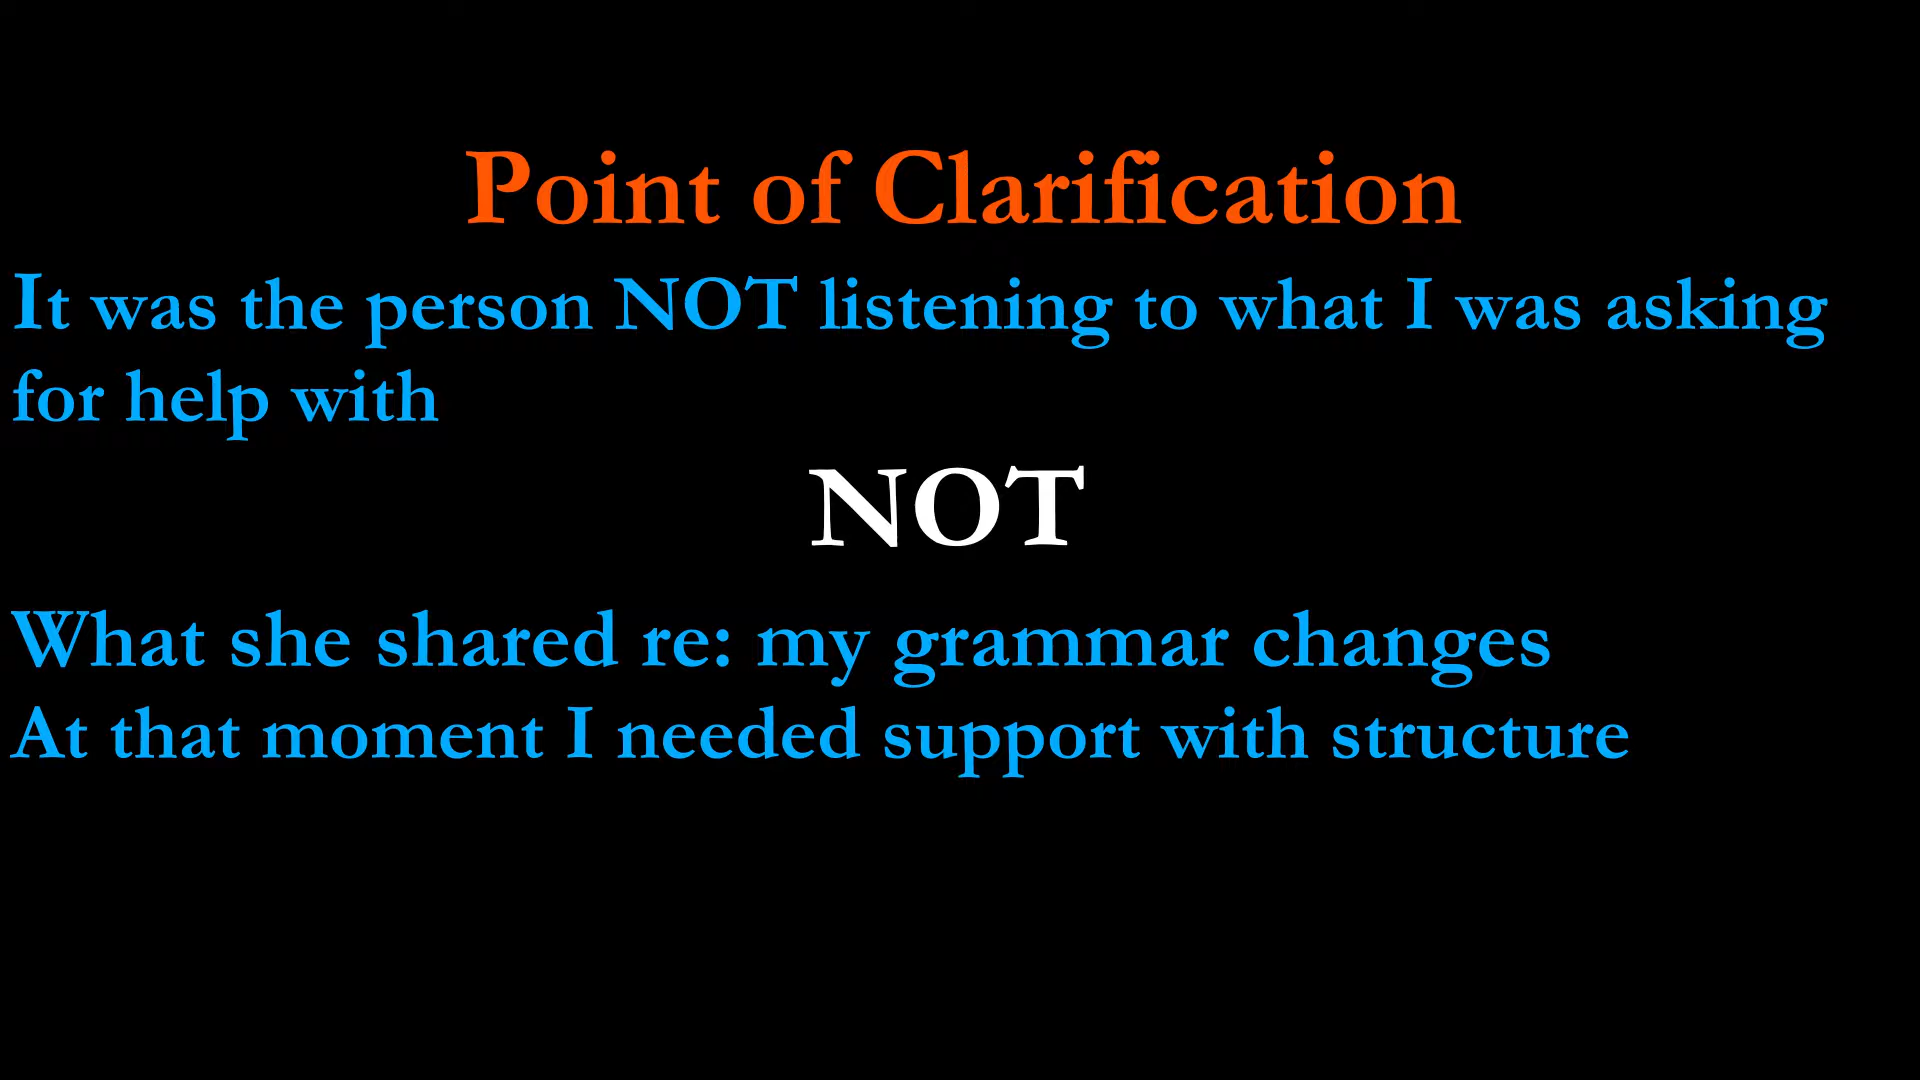 Point of Clarification
It was the person NOT listening to what I was asking
for help with
NOT
What she shared re: my grammar changes
At that moment I needed support with structure